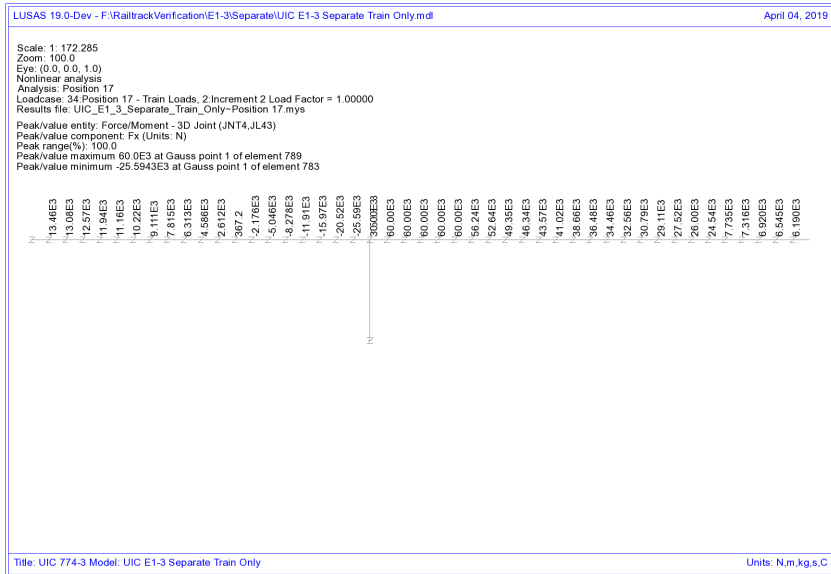 LUSAS 19.0-Dev - F:\RailtrackVerification\E1-3\Separate\UIC E1-3 Separate Train Only.mdl
April 04, 2019
Scale: 1: 172.285
Zoom: 100.0
Eye: (0.0, 0.0, 1.0)
Nonlinear analysis
Analysis: Position 17
Loadcase: 34:Position 17 - Train Loads, 2:Increment 2 Load Factor = 1.00000
Results file: UIC_E1_3_Separate_Train_Only~Position 17.mys
Peak/value entity: Force/Moment - 3D Joint (JNT4,JL43)
Peak/value component: Fx (Units: N)
Peak range(%): 100.0
Peak/value maximum 60.0E3 at Gauss point 1 of element 789
Peak/value minimum -25.5943E3 at Gauss point 1 of element 783
13.46E3
13.08E3
12.57E3
11.94E3
11.16E3
10.22E3
9.111E3
7.815E3
6.313E3
4.586E3
2.612E3
367.2
-2.176E3
-5.046E3
-8.278E3
-11.91E3
-15.97E3
-20.52E3
-25.59E3
60.00E3
60.00E3
60.00E3
60.00E3
60.00E3
56.24E3
52.64E3
49.35E3
46.34E3
43.57E3
41.02E3
38.66E3
36.48E3
34.46E3
32.56E3
30.79E3
29.11E3
27.52E3
26.00E3
24.54E3
7.735E3
7.316E3
6.920E3
6.545E3
6.190E3
Title: UIC 774-3 Model: UIC E1-3 Separate Train Only
Units: N,m,kg,s,C